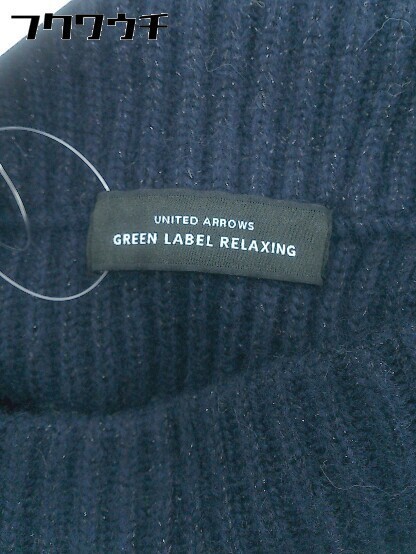 フクワウチ
UNITED ARROWS
GREEN LABEL RELAXING